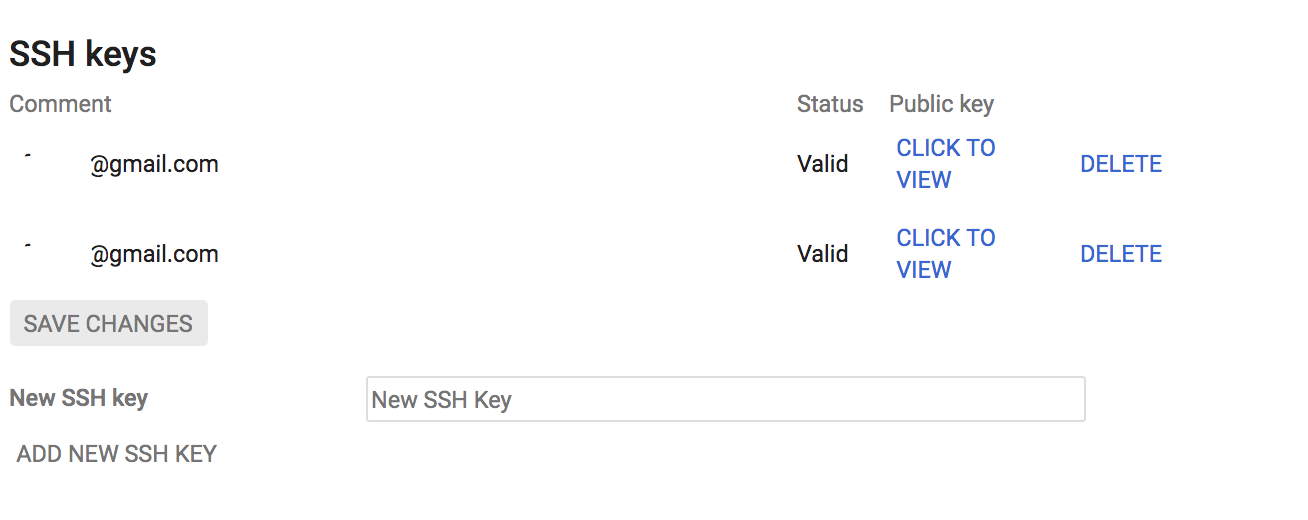 SSH keys
Comment Status Public key
@gmail.com Valid CLICK TO VIEW DELETE
@gmail.com Valid CLICK TO VIEW DELETE
SAVE CHANGES
New SSH key New SSH Key
ADD NEW SSH KEY